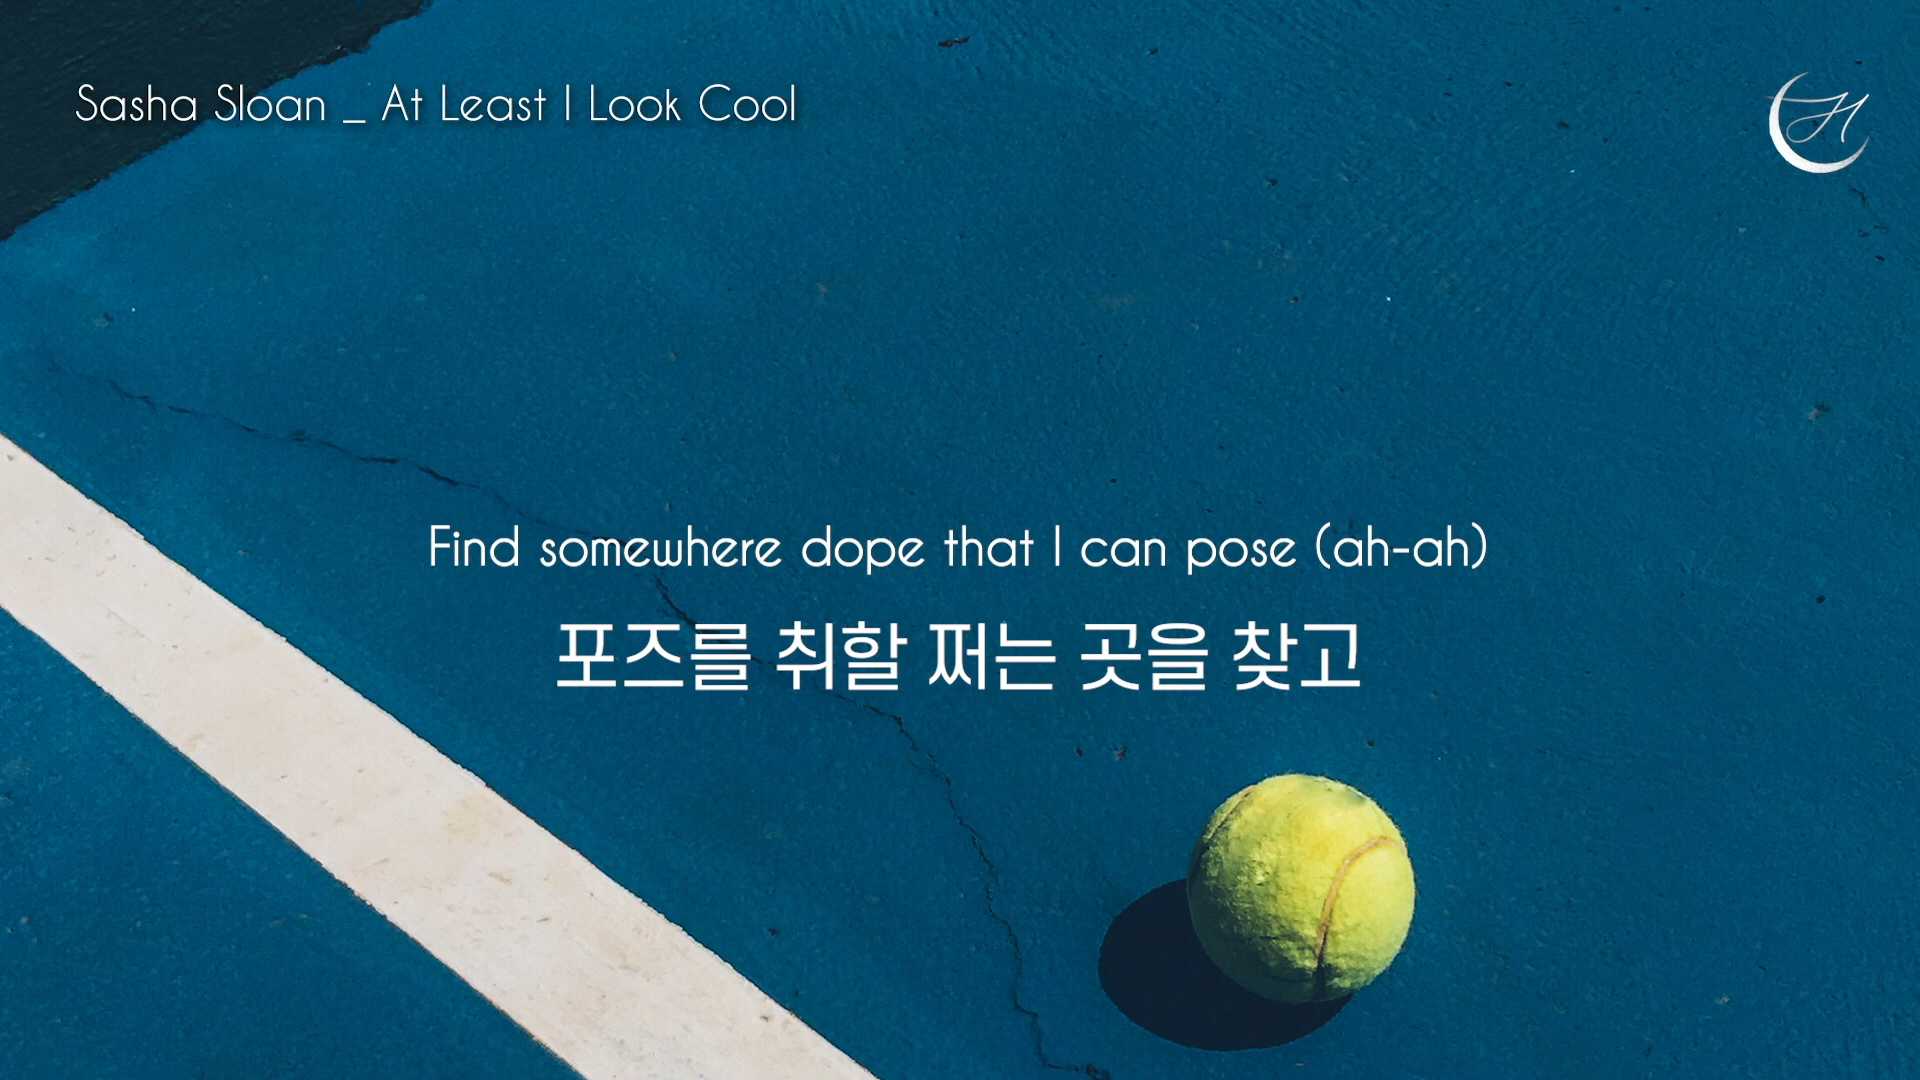 Sasha Sloan _ At Least I Look Cool
Find somewhere dope that I can pose (ah-ah)
포즈를 취할 쩌는 곳을 찾고